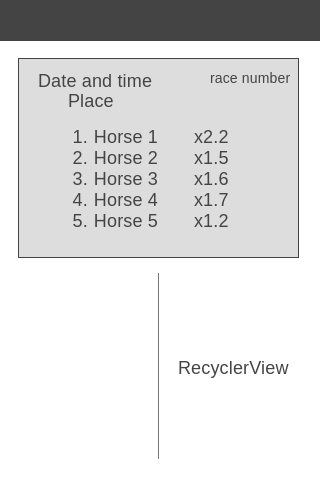 Date and time race number
Place
1. Horse 1 x2.2
2. Horse 2 x1.5
3. Horse 3 x1.6
4. Horse 4 x1.7
5. Horse 5 x1.2
RecyclerView